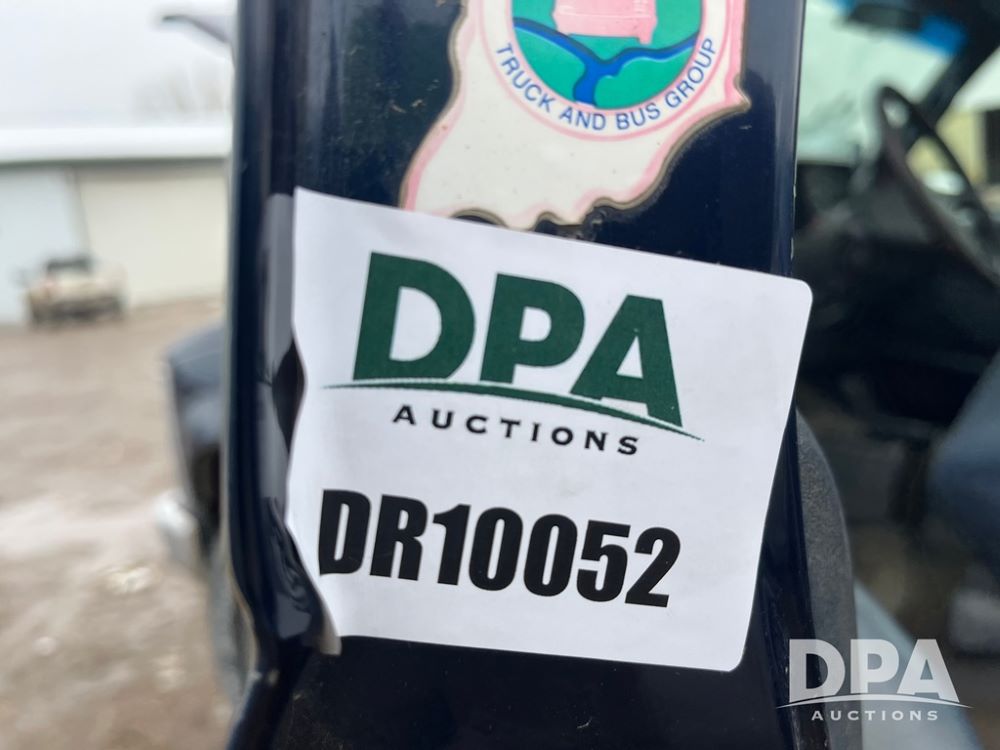 TRUCK AND BUS GROUP
DPA
AUCTIONS
DR10052
DPA
AUCTIONS